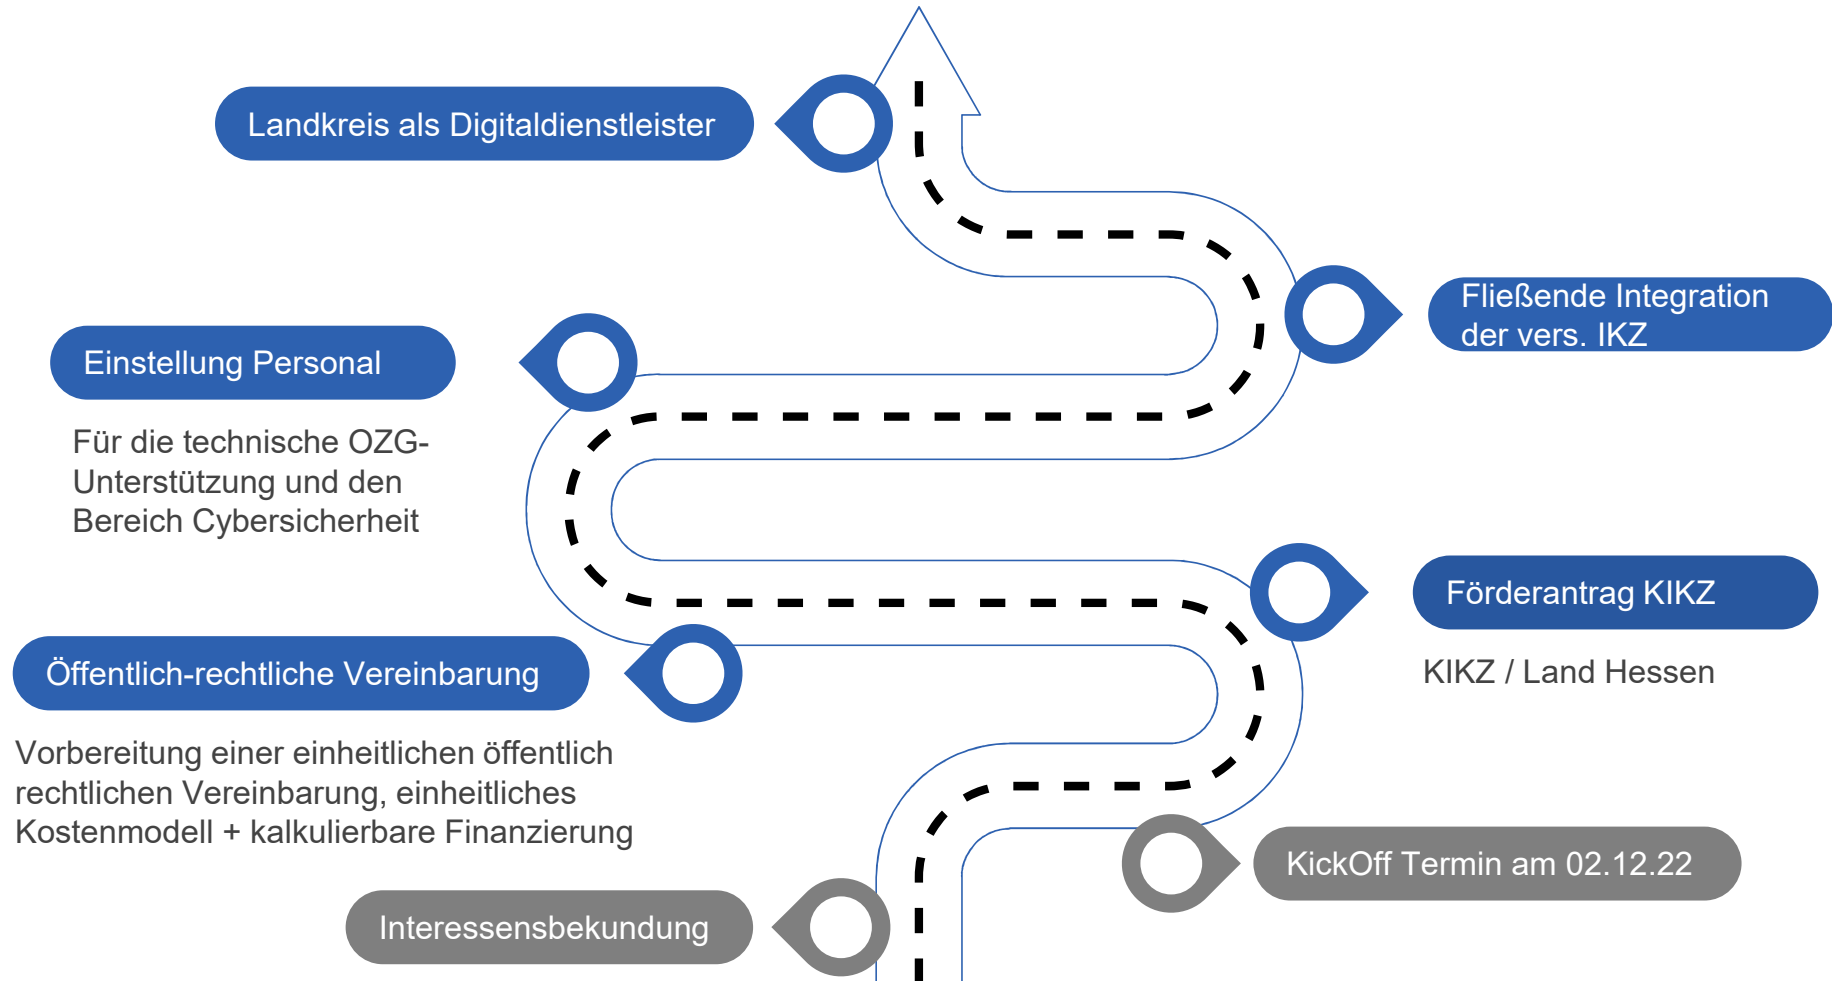 Landkreis als Digitaldienstleister
Fließende Integration
der vers. IKZ
Einstellung Personal
Für die technische OZG-
Unterstützung und den
Bereich Cybersicherheit
Förderantrag KIKZ
KIKZ / Land Hessen
Öffentlich-rechtliche Vereinbarung
Vorbereitung einer einheitlichen öffentlich
rechtlichen Vereinbarung, einheitliches
Kostenmodell + kalkulierbare Finanzierung
KickOff Termin am 02.12.22
Interessensbekundung